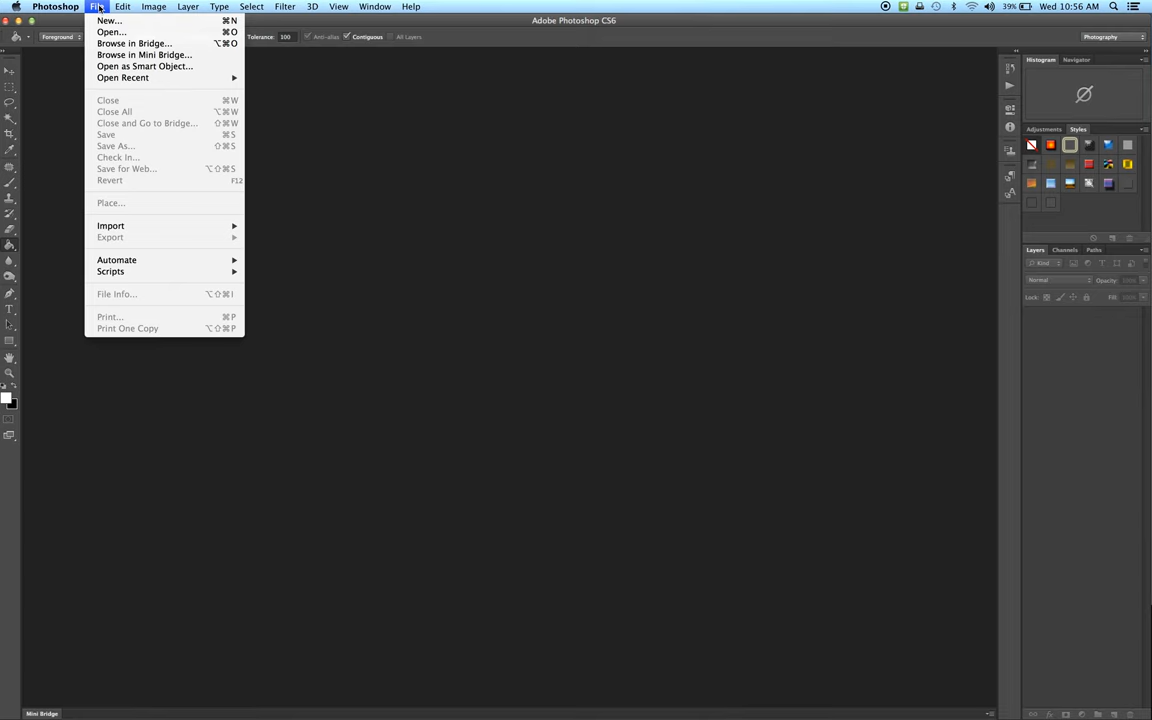 Photoshop File Edit Image Layer Type Select Filter 3D View Window Help 39% Wed 10:56 AM
Adobe Photoshop CS6
Foreground Tolerance: 100 Anti-alias Contiguous All Layers Photography
New... ⌘N
Open... ⌘O
Browse in Bridge... ⌥⌘O
Browse in Mini Bridge...
Open as Smart Object...
Open Recent
Close ⌘W
Close All ⌥⌘W
Close and Go to Bridge... ⇧⌘W
Save ⌘S
Save As... ⇧⌘S
Check In...
Save for Web... ⌥⇧⌘S
Revert F12
Place...
Import
Export
Automate
Scripts
File Info... ⌥⇧⌘I
Print... ⌘P
Print One Copy ⌥⇧⌘P
Histogram Navigator
Adjustments Styles
Layers Channels Paths
Kind
Normal Opacity:
Lock: Fill: 100%
Mini Bridge